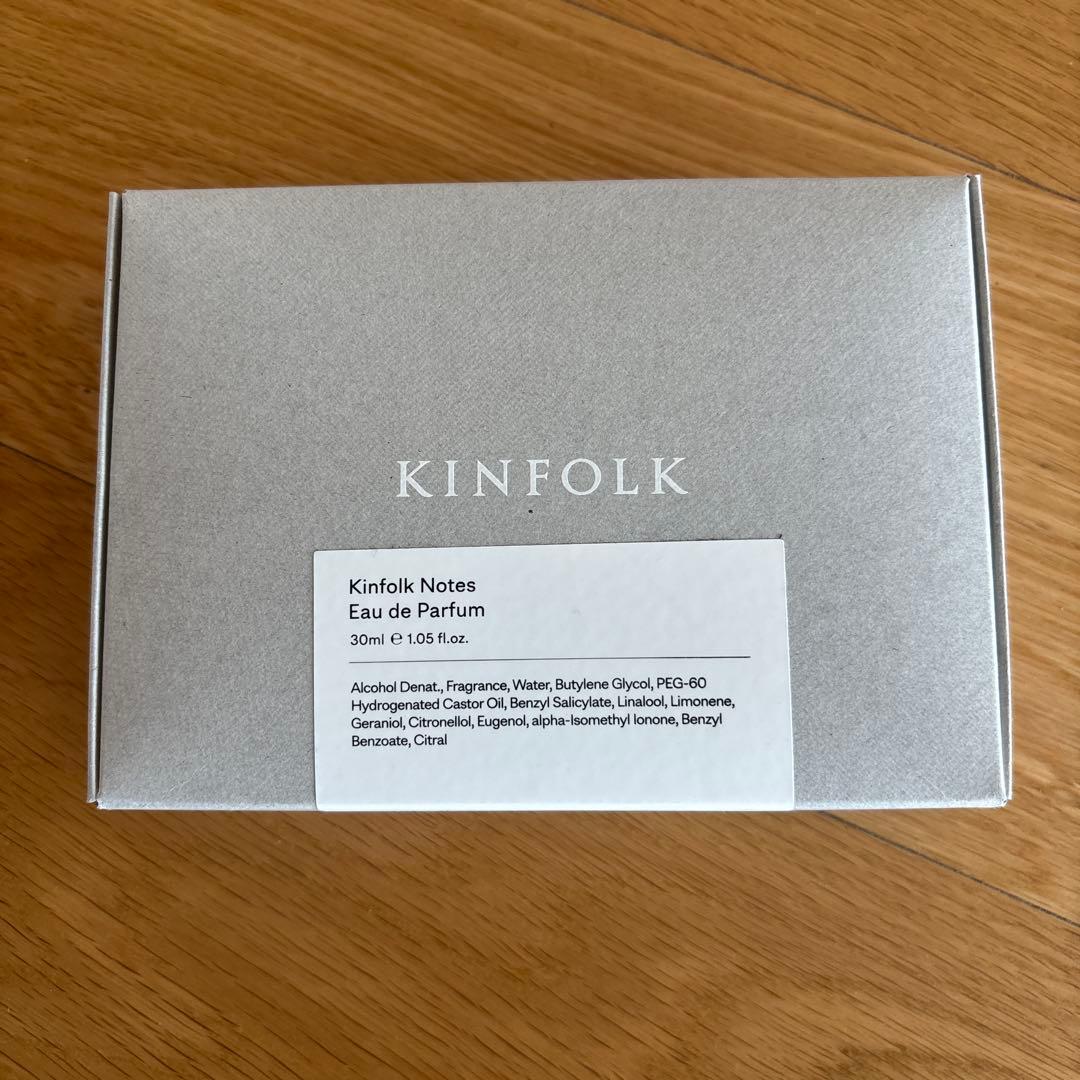 KINFOLK
Kinfolk Notes
Eau de Parfum
30ml ℮ 1.05 fl.oz.
Alcohol Denat., Fragrance, Water, Butylene Glycol, PEG-60
Hydrogenated Castor Oil, Benzyl Salicylate, Linalool, Limonene,
Geraniol, Citronellol, Eugenol, alpha-Isomethyl Ionone, Benzyl
Benzoate, Citral